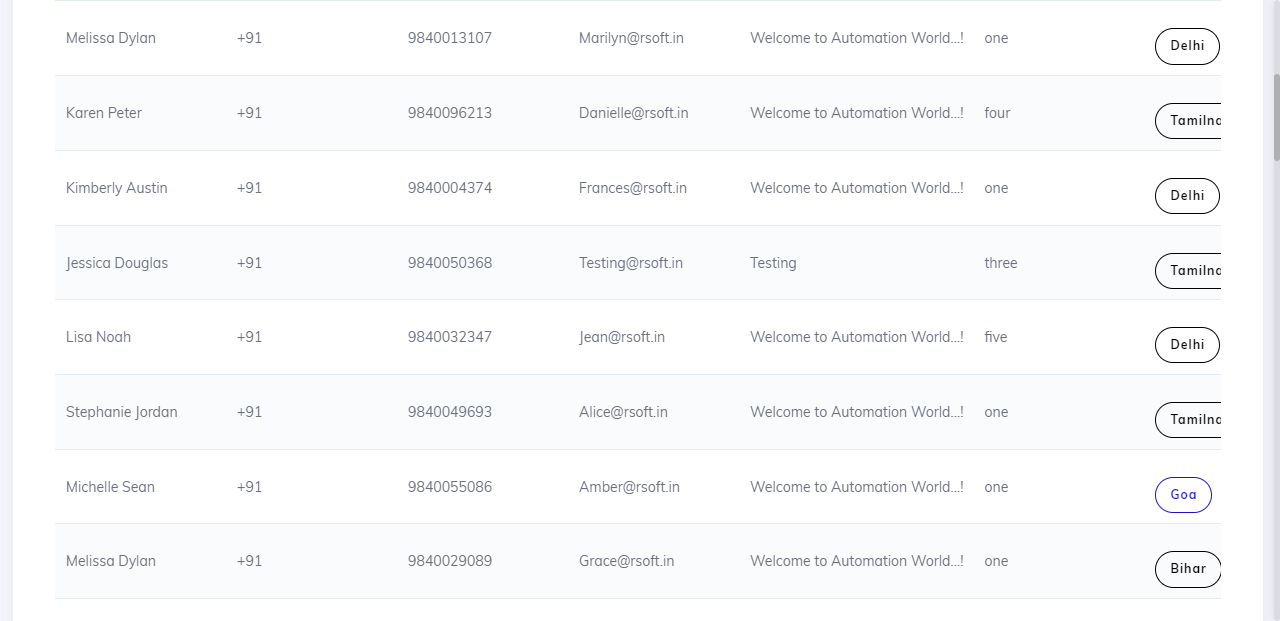 Melissa Dylan +91 9840013107 Marilyn@rsoft.in Welcome to Automation World...! one Delhi
Karen Peter +91 9840096213 Danielle@rsoft.in Welcome to Automation World...! four Tamilna
Kimberly Austin +91 9840004374 Frances@rsoft.in Welcome to Automation World...! one Delhi
Jessica Douglas +91 9840050368 Testing@rsoft.in Testing three Tamilna
Lisa Noah +91 9840032347 Jean@rsoft.in Welcome to Automation World...! five Delhi
Stephanie Jordan +91 9840049693 Alice@rsoft.in Welcome to Automation World...! one Tamilna
Michelle Sean +91 9840055086 Amber@rsoft.in Welcome to Automation World...! one Goa
Melissa Dylan +91 9840029089 Grace@rsoft.in Welcome to Automation World...! one Bihar